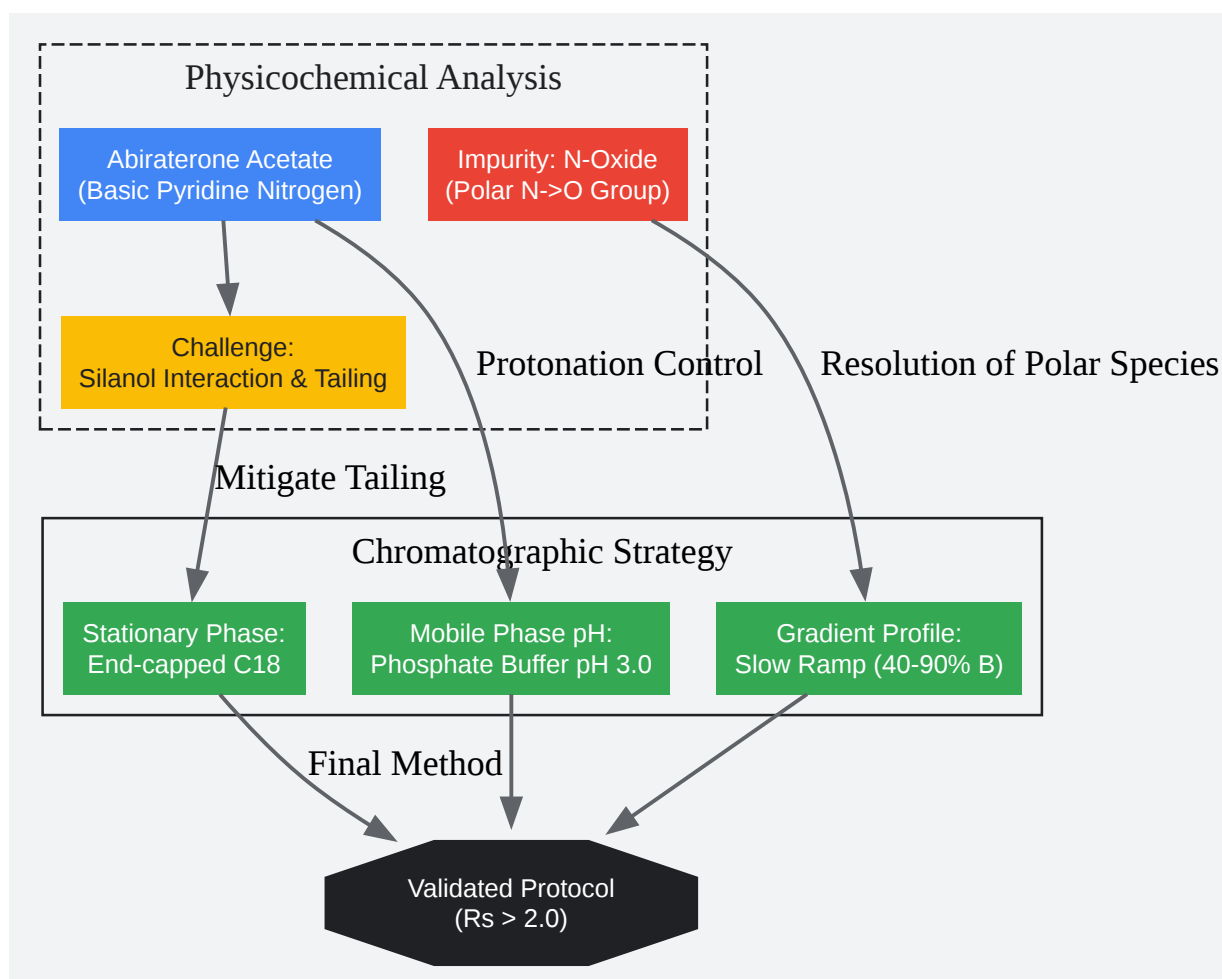 Physicochemical Analysis
Abiraterone Acetate
(Basic Pyridine Nitrogen)
Impurity: N-Oxide
(Polar N->O Group)
Challenge:
Silanol Interaction & Tailing
Protonation Control
Resolution of Polar Species
Mitigate Tailing
Chromatographic Strategy
Stationary Phase:
End-capped C18
Mobile Phase pH:
Phosphate Buffer pH 3.0
Gradient Profile:
Slow Ramp (40-90% B)
Final Method
Validated Protocol
(Rs > 2.0)